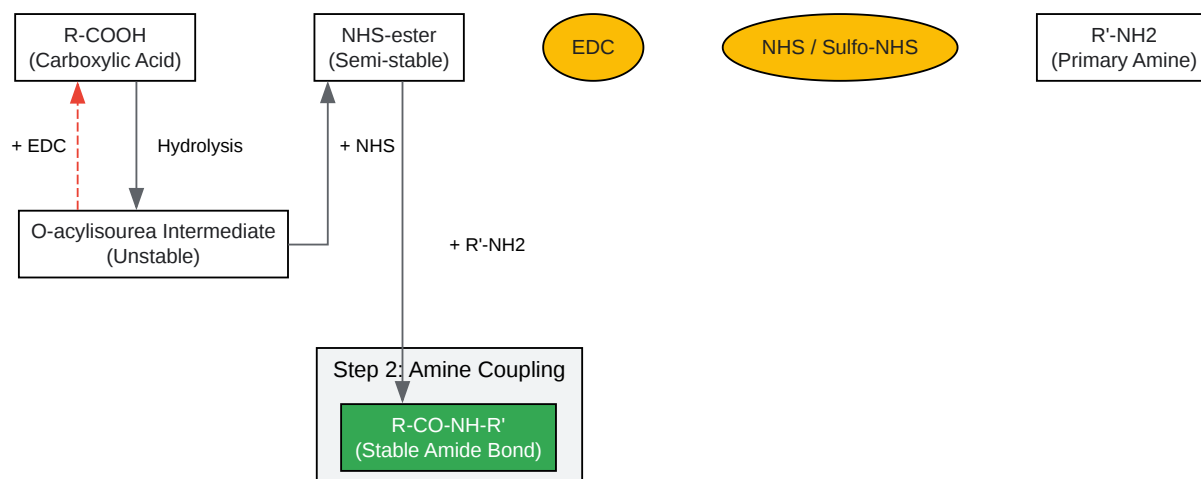 R-COOH
(Carboxylic Acid)
NHS-ester
(Semi-stable)
EDC
NHS / Sulfo-NHS
R'-NH2
(Primary Amine)
+ EDC
Hydrolysis
+ NHS
O-acylisourea Intermediate
(Unstable)
+ R'-NH2
Step 2: Amine Coupling
R-CO-NH-R'
(Stable Amide Bond)